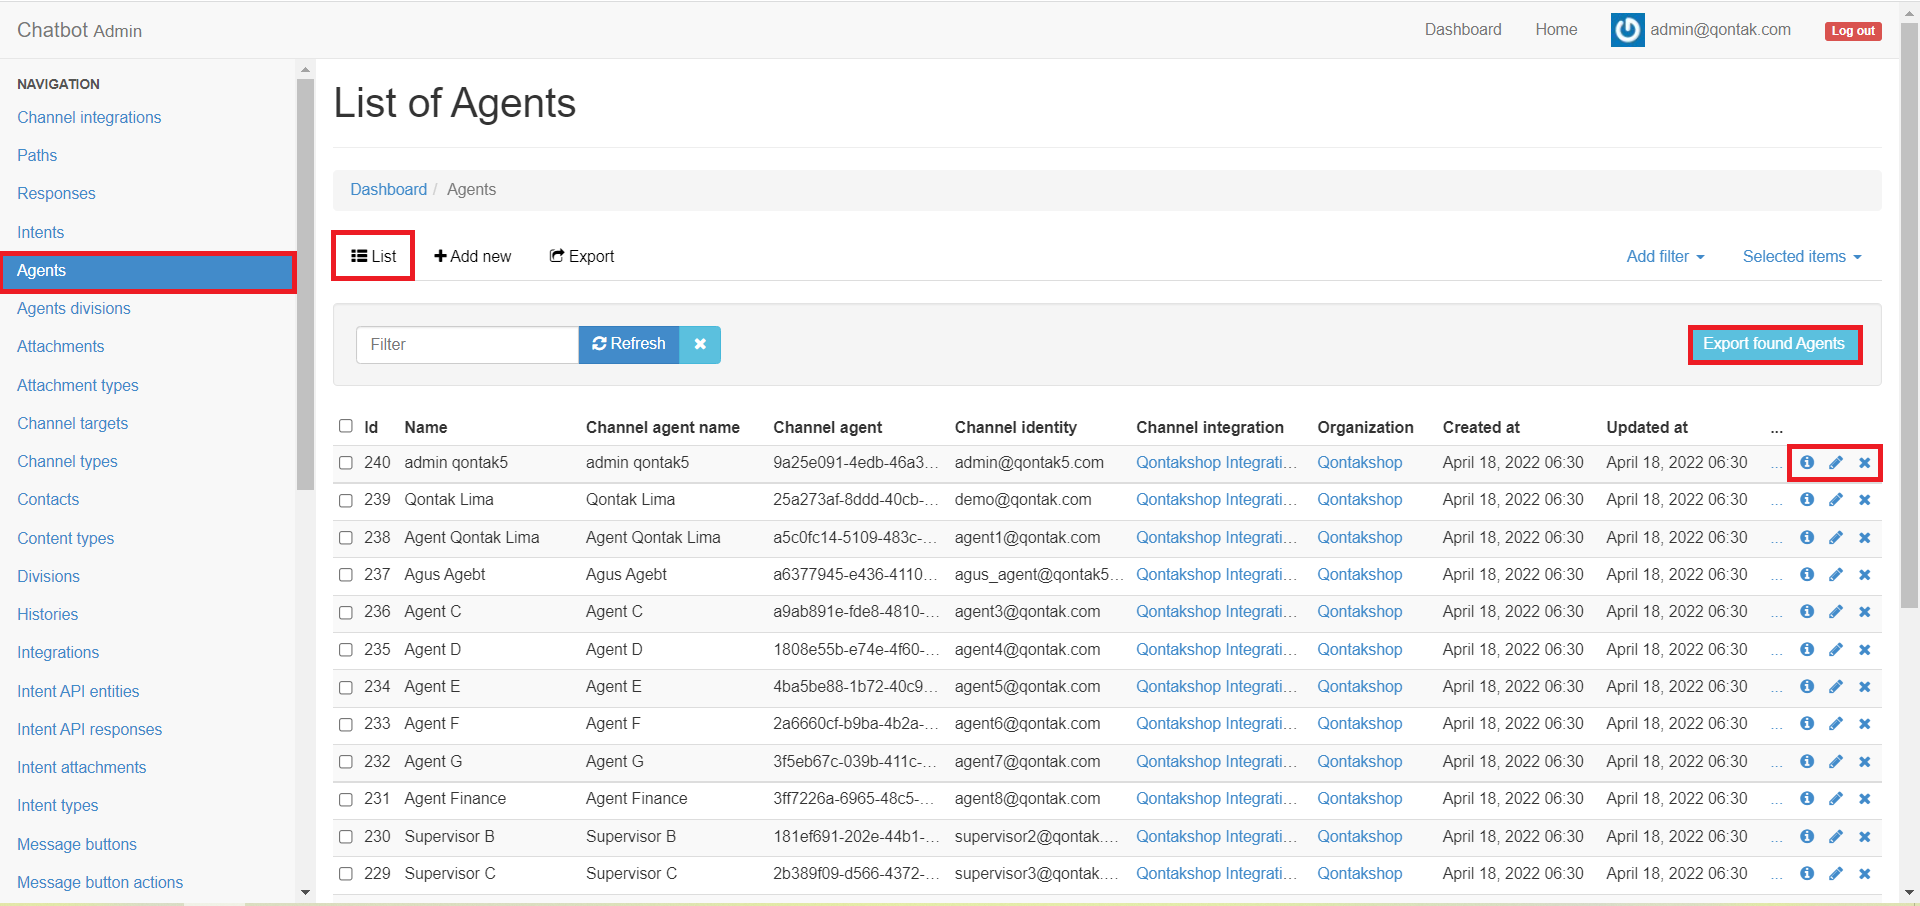 Chatbot Admin
Dashboard Home admin@qontak.com Log out
NAVIGATION
Channel integrations
Paths
Responses
Intents
Agents
Agents divisions
Attachments
Attachment types
Channel targets
Channel types
Contacts
Content types
Divisions
Histories
Integrations
Intent API entities
Intent API responses
Intent attachments
Intent types
Message buttons
Message button actions
List of Agents
Dashboard / Agents
List Add new Export Add filter Selected items
Filter Refresh Export found Agents
Id Name Channel agent name Channel agent Channel identity Channel integration Organization Created at Updated at ...
240 admin qontak5 admin qontak5 9a25e091-4edb-46a3... admin@qontak5.com Qontakshop Integrati... Qontakshop April 18, 2022 06:30 April 18, 2022 06:30 ...
239 Qontak Lima Qontak Lima 25a273af-8ddd-40cb-... demo@qontak.com Qontakshop Integrati... Qontakshop April 18, 2022 06:30 April 18, 2022 06:30 ...
238 Agent Qontak Lima Agent Qontak Lima a5c0fc14-5109-483c-... agent1@qontak.com Qontakshop Integrati... Qontakshop April 18, 2022 06:30 April 18, 2022 06:30 ...
237 Agus Agebt Agus Agebt a6377945-e436-4110... agus_agent@qontak5... Qontakshop Integrati... Qontakshop April 18, 2022 06:30 April 18, 2022 06:30 ...
236 Agent C Agent C a9ab891e-fde8-4810-... agent3@qontak.com Qontakshop Integrati... Qontakshop April 18, 2022 06:30 April 18, 2022 06:30 ...
235 Agent D Agent D 1808e55b-e74e-4f60-... agent4@qontak.com Qontakshop Integrati... Qontakshop April 18, 2022 06:30 April 18, 2022 06:30 ...
234 Agent E Agent E 4ba5be88-1b72-40c9... agent5@qontak.com Qontakshop Integrati... Qontakshop April 18, 2022 06:30 April 18, 2022 06:30 ...
233 Agent F Agent F 2a6660cf-b9ba-4b2a-... agent6@qontak.com Qontakshop Integrati... Qontakshop April 18, 2022 06:30 April 18, 2022 06:30 ...
232 Agent G Agent G 3f5eb67c-039b-411c-... agent7@qontak.com Qontakshop Integrati... Qontakshop April 18, 2022 06:30 April 18, 2022 06:30 ...
231 Agent Finance Agent Finance 3ff7226a-6965-48c5-... agent8@qontak.com Qontakshop Integrati... Qontakshop April 18, 2022 06:30 April 18, 2022 06:30 ...
230 Supervisor B Supervisor B 181ef691-202e-44b1-... supervisor2@qontak.... Qontakshop Integrati... Qontakshop April 18, 2022 06:30 April 18, 2022 06:30 ...
229 Supervisor C Supervisor C 2b389f09-d566-4372-... supervisor3@qontak.... Qontakshop Integrati... Qontakshop April 18, 2022 06:30 April 18, 2022 06:30 ...